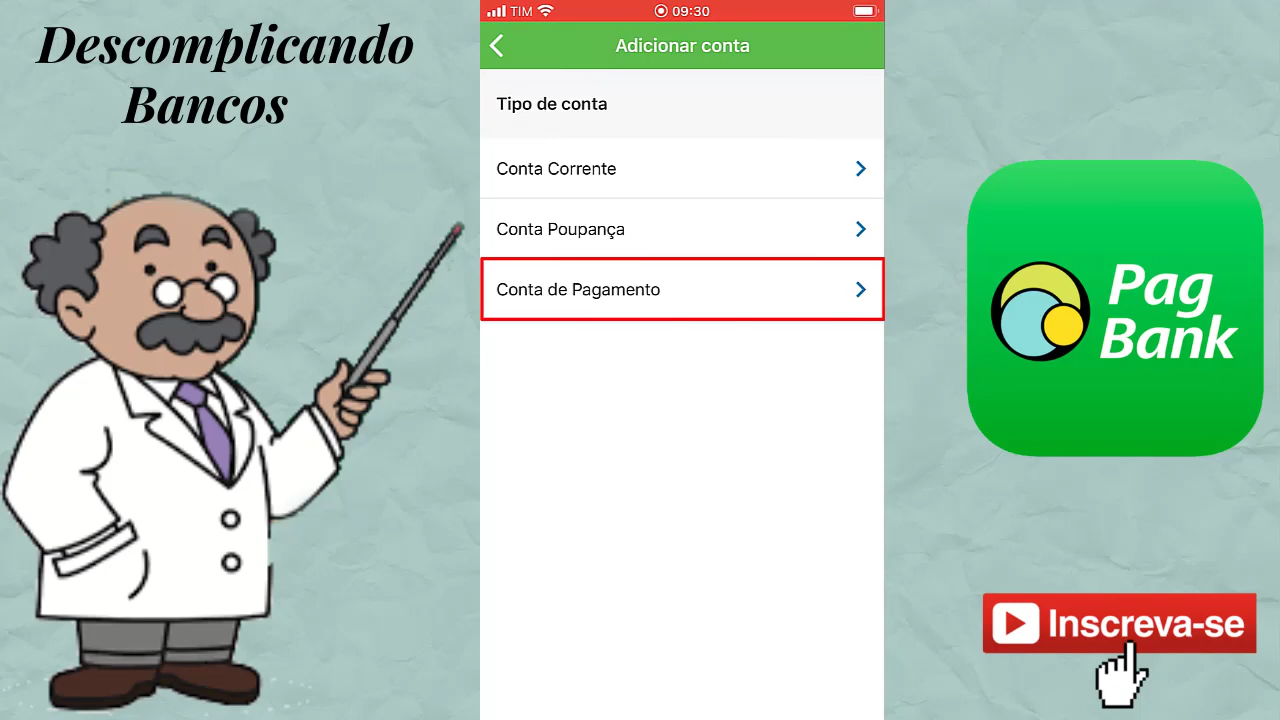 Descomplicando
Bancos
TIM
09:30
Adicionar conta
Tipo de conta
Conta Corrente
Conta Poupança
Conta de Pagamento
Pag
Bank
Inscreva-se